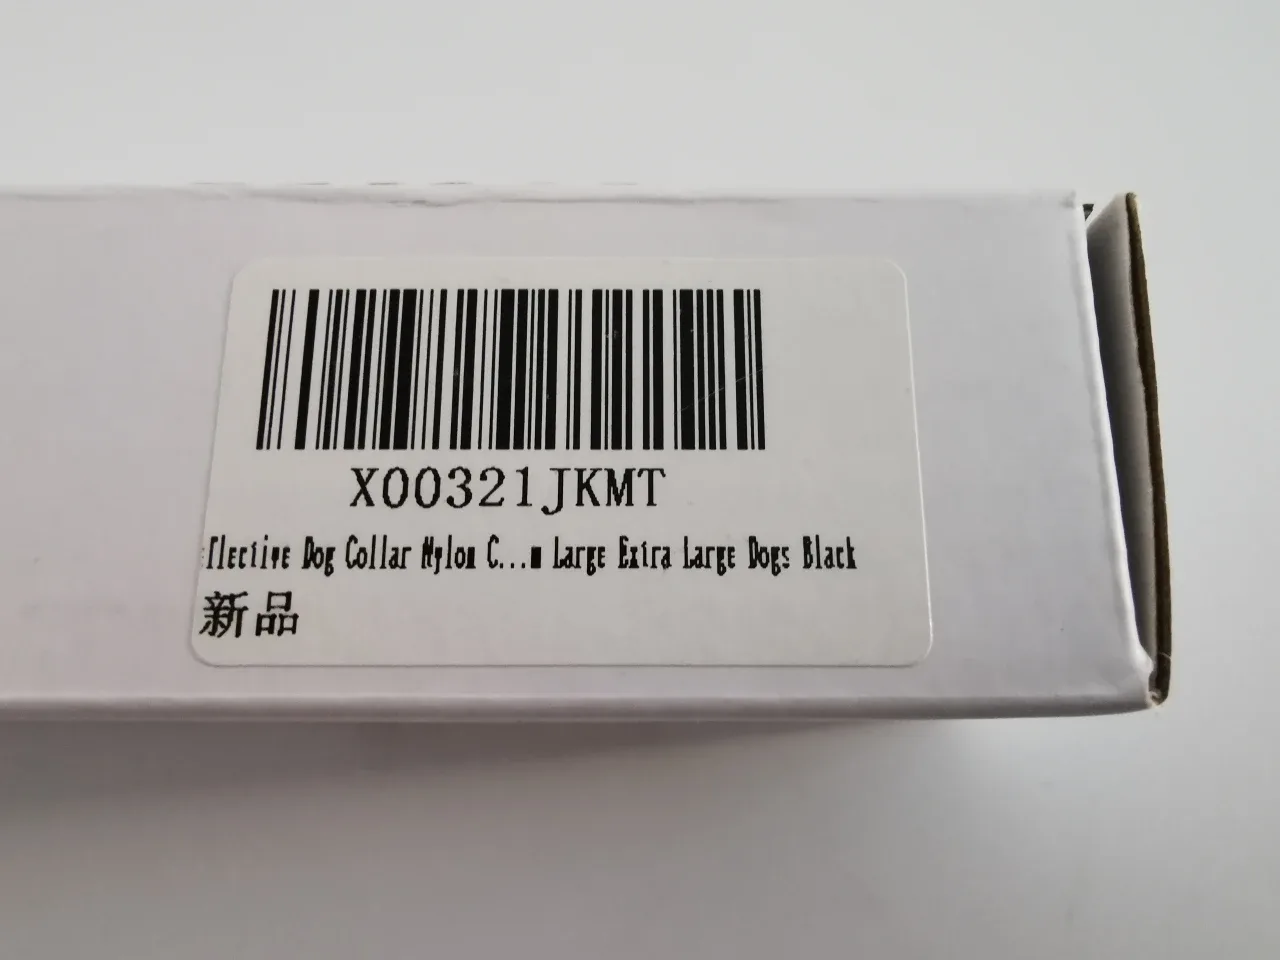 X00321JKMT
flective Dog Collar Nylon C...m Large Extra Large Dogs Black
新品